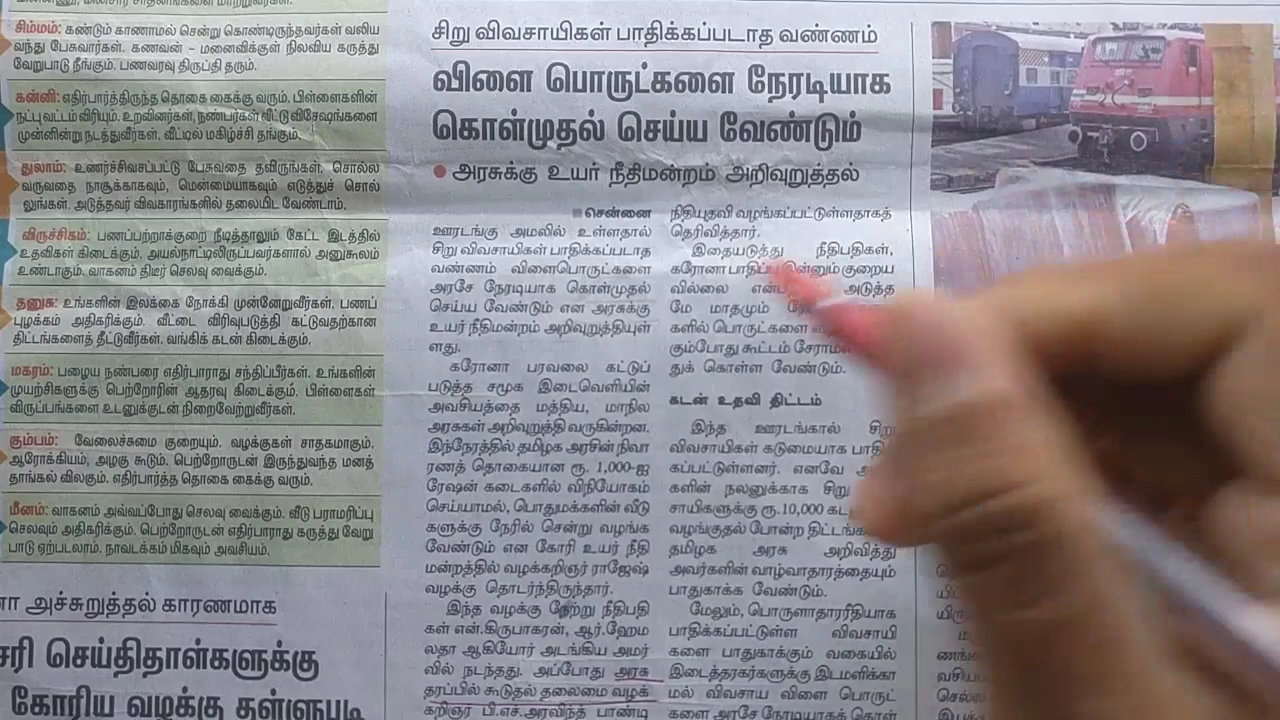 சிம்மம்: கண்டும் காணாமல் சென்று கொண்டிருந்தவர்கள் வலிய
வந்து பேசுவார்கள். கணவன் – மனைவிக்குள் நிலவிய கருத்து
வேறுபாடு நீங்கும். பணவரவு திருப்தி தரும்.
கன்னி: எதிர்பார்த்திருந்த தொகை கைக்கு வரும். பிள்ளைகளின்
நட்பு வட்டம் விரியும். உறவினர்கள், நண்பர்கள் வீட்டு விசேஷங்களை
முன்னின்று நடத்துவீர்கள். வீட்டில் மகிழ்ச்சி தங்கும்.
துலாம்: உணர்ச்சிவசப்பட்டு பேசுவதை தவிருங்கள். சொல்ல
வருவதை நாசூக்காகவும், மென்மையாகவும் எடுத்துச் சொல்
லுங்கள். அடுத்தவர் விவகாரங்களில் தலையிட வேண்டாம்.
விருச்சிகம்: பணப்பற்றாக்குறை நீடித்தாலும் கேட்ட இடத்தில்
உதவிகள் கிடைக்கும். அயல்நாட்டிலிருப்பவர்களால் அனுகூலம்
உண்டாகும். வாகனம் திடீர் செலவு வைக்கும்.
தனுசு: உங்களின் இலக்கை நோக்கி முன்னேறுவீர்கள். பணப்
புழக்கம் அதிகரிக்கும். வீட்டை விரிவுபடுத்தி கட்டுவதற்கான
திட்டங்களைத் தீட்டுவீர்கள். வங்கிக் கடன் கிடைக்கும்.
மகரம்: பழைய நண்பரை எதிர்பாராது சந்திப்பீர்கள். உங்களின்
முயற்சிகளுக்கு பெற்றோரின் ஆதரவு கிடைக்கும். பிள்ளைகள்
விருப்பங்களை உடனுக்குடன் நிறைவேற்றுவீர்கள்.
கும்பம்: வேலைச்சுமை குறையும். வழக்குகள் சாதகமாகும்.
ஆரோக்கியம், அழகு கூடும். பெற்றோருடன் இருந்துவந்த மனத்
தாங்கல் விலகும். எதிர்பார்த்த தொகை கைக்கு வரும்.
மீனம்: வாகனம் அவ்வப்போது செலவு வைக்கும். வீடு பராமரிப்பு
செலவும் அதிகரிக்கும். பெற்றோருடன் எதிர்பாராது கருத்து வேறு
பாடு ஏற்படலாம். நாவடக்கம் மிகவும் அவசியம்.
அச்சுறுத்தல் காரணமாக
செய்தித்தாள்களுக்கு
கோரிய வழக்கு தள்ளுபடி
சிறு விவசாயிகள் பாதிக்கப்படாத வண்ணம்
விளை பொருட்களை நேரடியாக
கொள்முதல் செய்ய வேண்டும்
● அரசுக்கு உயர் நீதிமன்றம் அறிவுறுத்தல்
■ சென்னை
ஊரடங்கு அமலில் உள்ளதால்
சிறு விவசாயிகள் பாதிக்கப்படாத
வண்ணம் விளைபொருட்களை
அரசே நேரடியாக கொள்முதல்
செய்ய வேண்டும் என அரசுக்கு
உயர் நீதிமன்றம் அறிவுறுத்தியுள்
ளது.
கரோனா பரவலை கட்டுப்
படுத்த சமூக இடைவெளியின்
அவசியத்தை மத்திய, மாநில
அரசுகள் அறிவுறுத்தி வருகின்றன.
இந்நேரத்தில் தமிழக அரசின் நிவா
ரணத் தொகையான ரூ. 1,000-ஐ
ரேஷன் கடைகளில் விநியோகம்
செய்யாமல், பொதுமக்களின் வீடு
களுக்கு நேரில் சென்று வழங்க
வேண்டும் என கோரி உயர் நீதி
மன்றத்தில் வழக்கறிஞர் ராஜேஷ்
வழக்கு தொடர்ந்திருந்தார்.
இந்த வழக்கு நேற்று நீதிபதி
கள் என்.கிருபாகரன், ஆர்.ஹேம
லதா ஆகியோர் அடங்கிய அமர்
வில் நடந்தது. அப்போது அரசு
தரப்பில் கூடுதல் தலைமை வழக்
கறிஞர் பி.எச்.அரவிந்த் பாண்டி
நிதியுதவி வழங்கப்பட்டுள்ளதாகத்
தெரிவித்தார்.
இதையடுத்து நீதிபதிகள்,
கரோனா பாதிப்பு இன்னும் குறைய
வில்லை அடுத்த
மே மாதமும்
களில் பொருட்களை
கும்போது கூட்டம்
துக் கொள்ள வேண்டும்.
கடன் உதவி திட்டம்
இந்த ஊரடங்கால் சிறு
விவசாயிகள் கடுமையாக
கப்பட்டுள்ளனர். எனவே
களின் நலனுக்காக சிறு
சாயிகளுக்கு ரூ.10,000
வழங்குதல் போன்ற
தமிழக அரசு அறிவித்து
அவர்களின் வாழ்வாதாரத்தையும்
பாதுகாக்க வேண்டும்.
மேலும், பொருளாதாரரீதியாக
பாதிக்கப்பட்டுள்ள விவசாயி
களை பாதுகாக்கும் வகையில்
இடைத்தரகர்களுக்கு இடமளிக்கா
மல் விவசாய விளை பொருட்
களை அரசே நேரடியாகக் கொள்